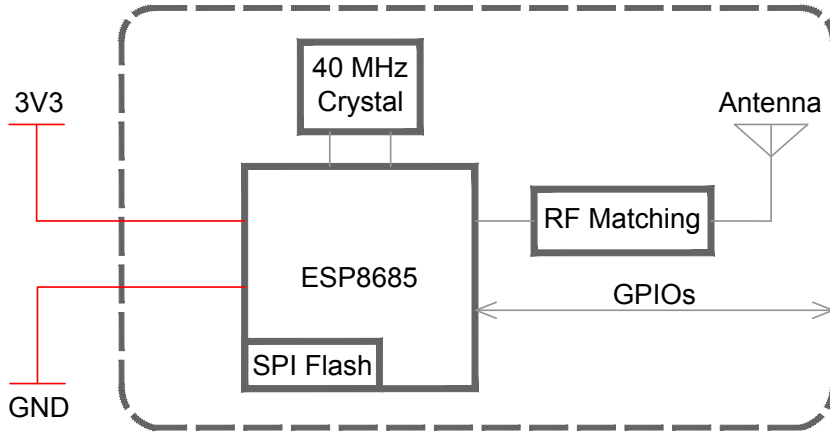 40 MHz
Crystal
3V3
Antenna
RF Matching
ESP8685
GPIOs
SPI Flash
GND